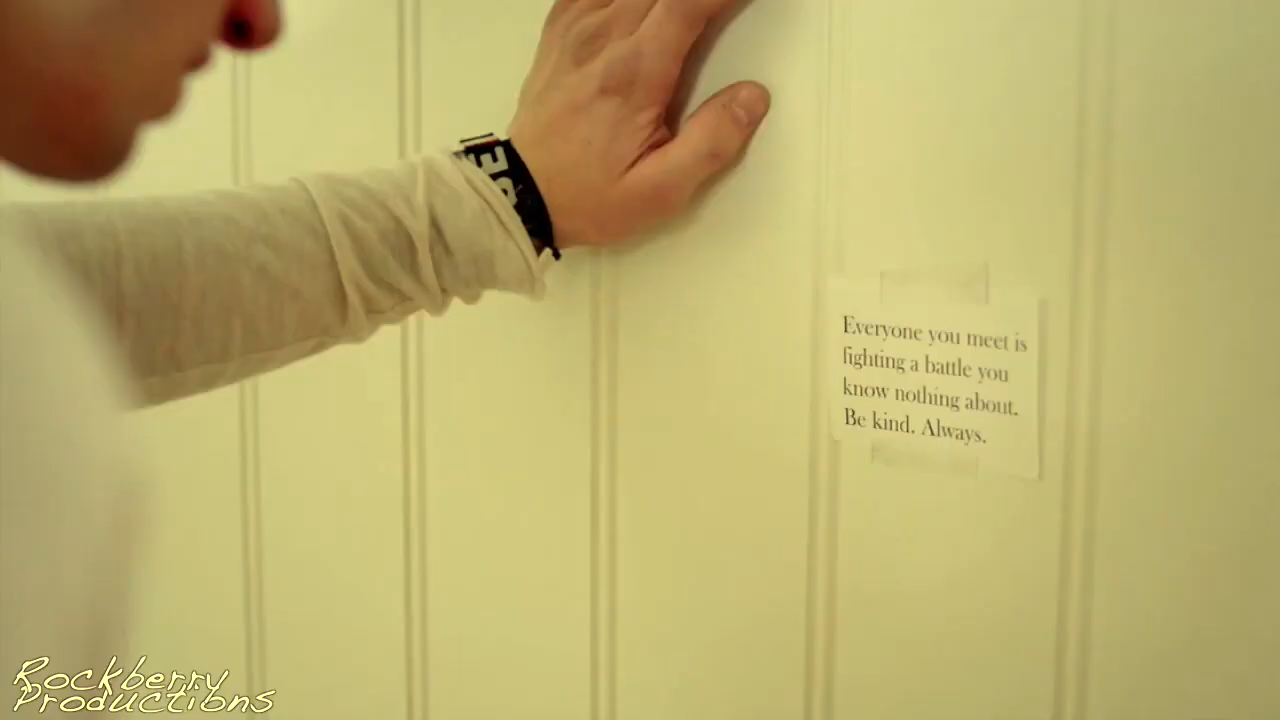 Everyone you meet is
fighting a battle you
know nothing about.
Be kind. Always.
Rockberry
Productions